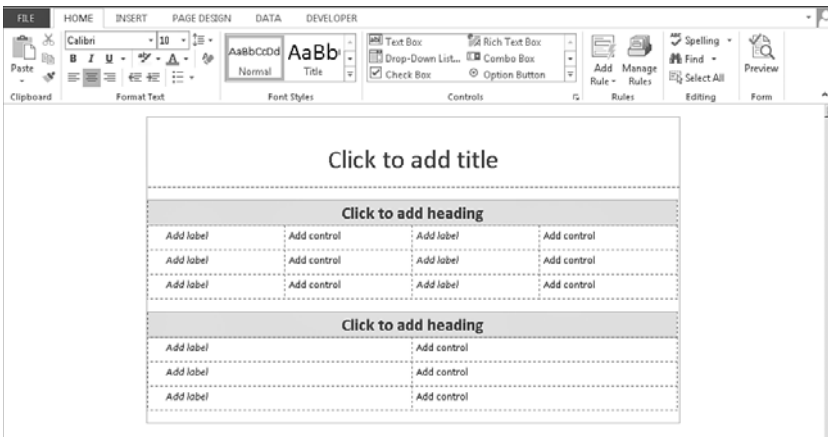 FILE HOME INSERT PAGE DESIGN DATA DEVELOPER
Calibri 10
AaBbCcDd AaBb
Text Box Rich Text Box
Spelling
B I U A
Drop-Down List... Combo Box
Find
Paste
Normal Title
Check Box Option Button
Add Rule Manage Rules
Select All
Preview
Clipboard Format Text Font Styles Controls Rules Editing Form
Click to add title
Click to add heading
Add label Add control Add label Add control
Add label Add control Add label Add control
Add label Add control Add label Add control
Click to add heading
Add label Add control
Add label Add control
Add label Add control